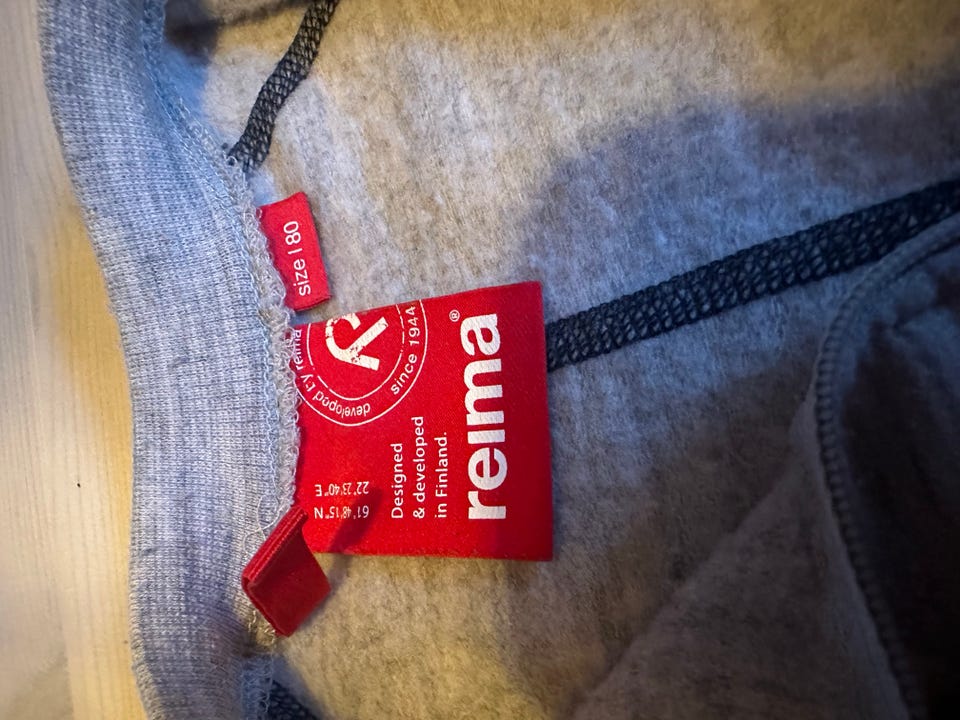 size | 80
developed by reima
since 1944
R
61°48'15"N
22°23'40"E
Designed
& developed
in Finland.
reima®